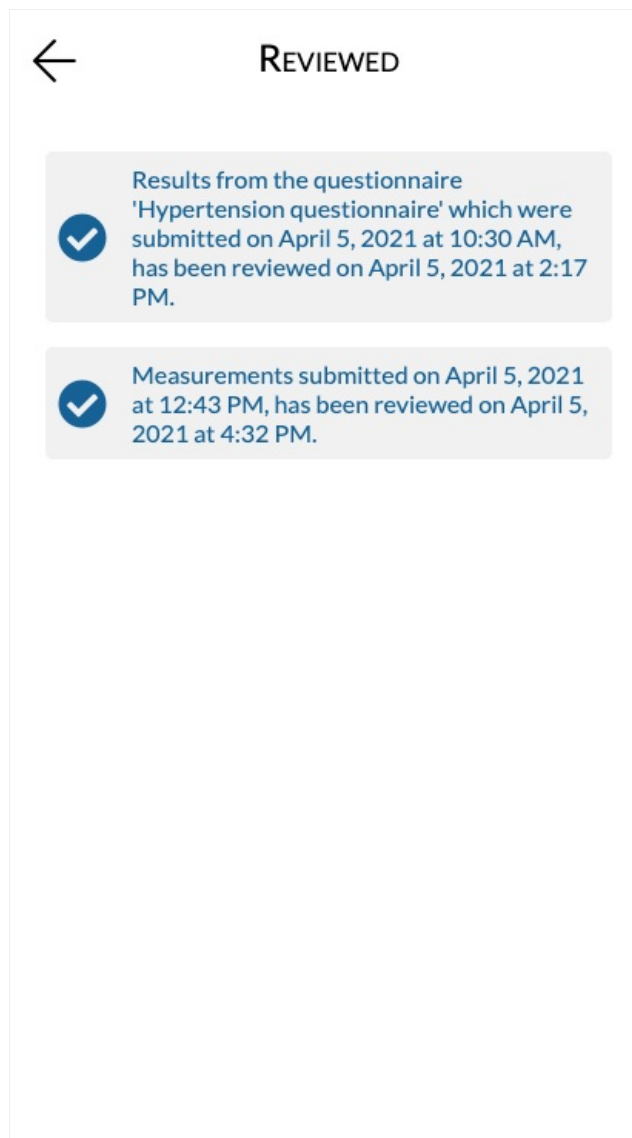 Reviewed
Results from the questionnaire
'Hypertension questionnaire' which were
submitted on April 5, 2021 at 10:30 AM,
has been reviewed on April 5, 2021 at 2:17
PM.
Measurements submitted on April 5, 2021
at 12:43 PM, has been reviewed on April 5,
2021 at 4:32 PM.